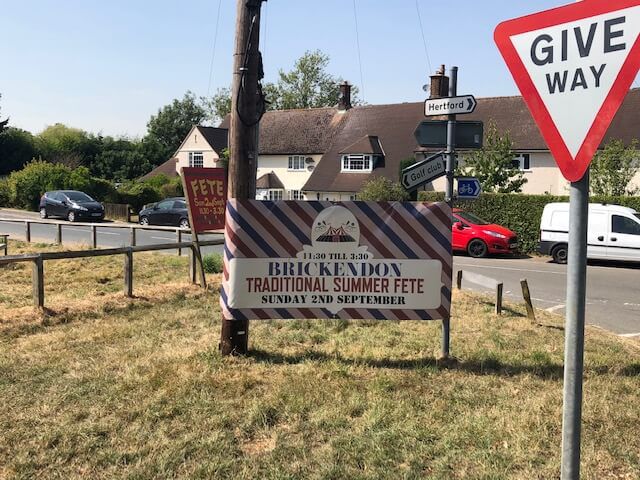 GIVE
WAY
Hertford
Golf club
FETE
11:30 TILL 3:30
BRICKENDON
TRADITIONAL SUMMER FETE
SUNDAY 2ND SEPTEMBER